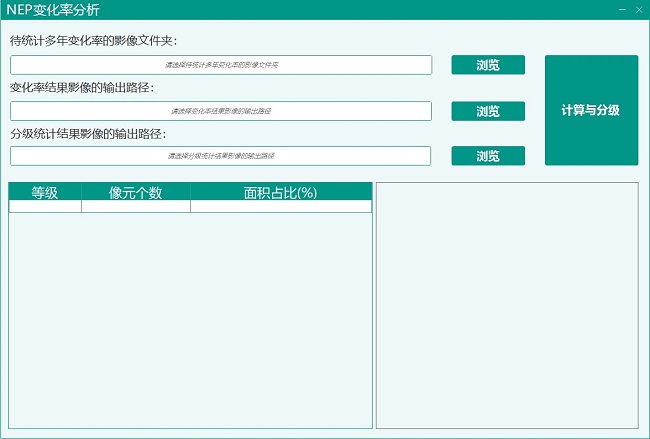 NEP变化率分析
待统计多年变化率的影像文件夹：
请选择待统计多年变化率的影像文件夹
浏览
变化率结果影像的输出路径：
请选择变化率结果影像的输出路径
浏览
计算与分级
分级统计结果影像的输出路径：
请选择分级统计结果影像的输出路径
浏览
等级 像元个数 面积占比(%)